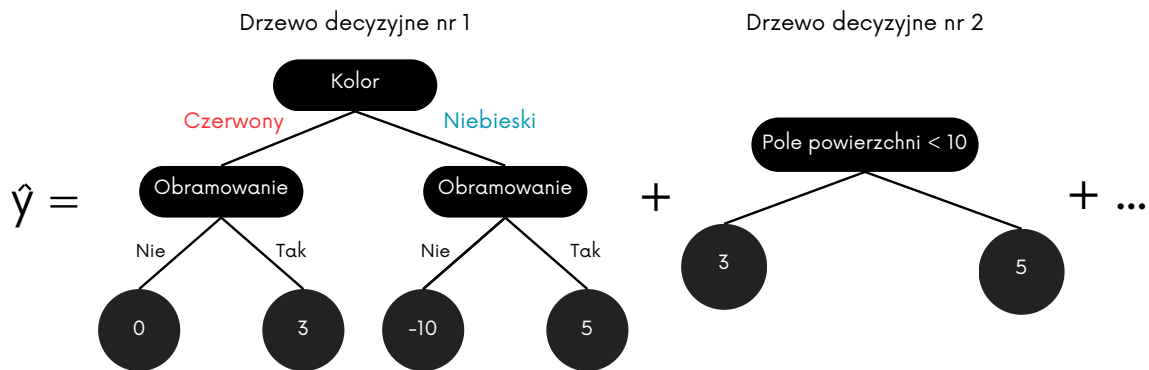 Drzewo decyzyjne nr 1
Drzewo decyzyjne nr 2
Kolor
Czerwony
Niebieski
Pole powierzchni < 10
Obramowanie
Obramowanie
ŷ =
+
+ ...
Nie
Tak
Nie
Tak
3
5
0
3
-10
5